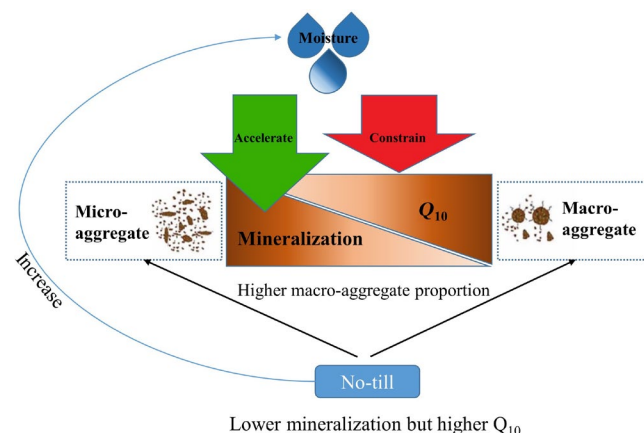 Moisture
Accelerate
Constrain
Micro-
aggregate
Q10
Mineralization
Macro-
aggregate
Increase
Higher macro-aggregate proportion
No-till
Lower mineralization but higher Q10